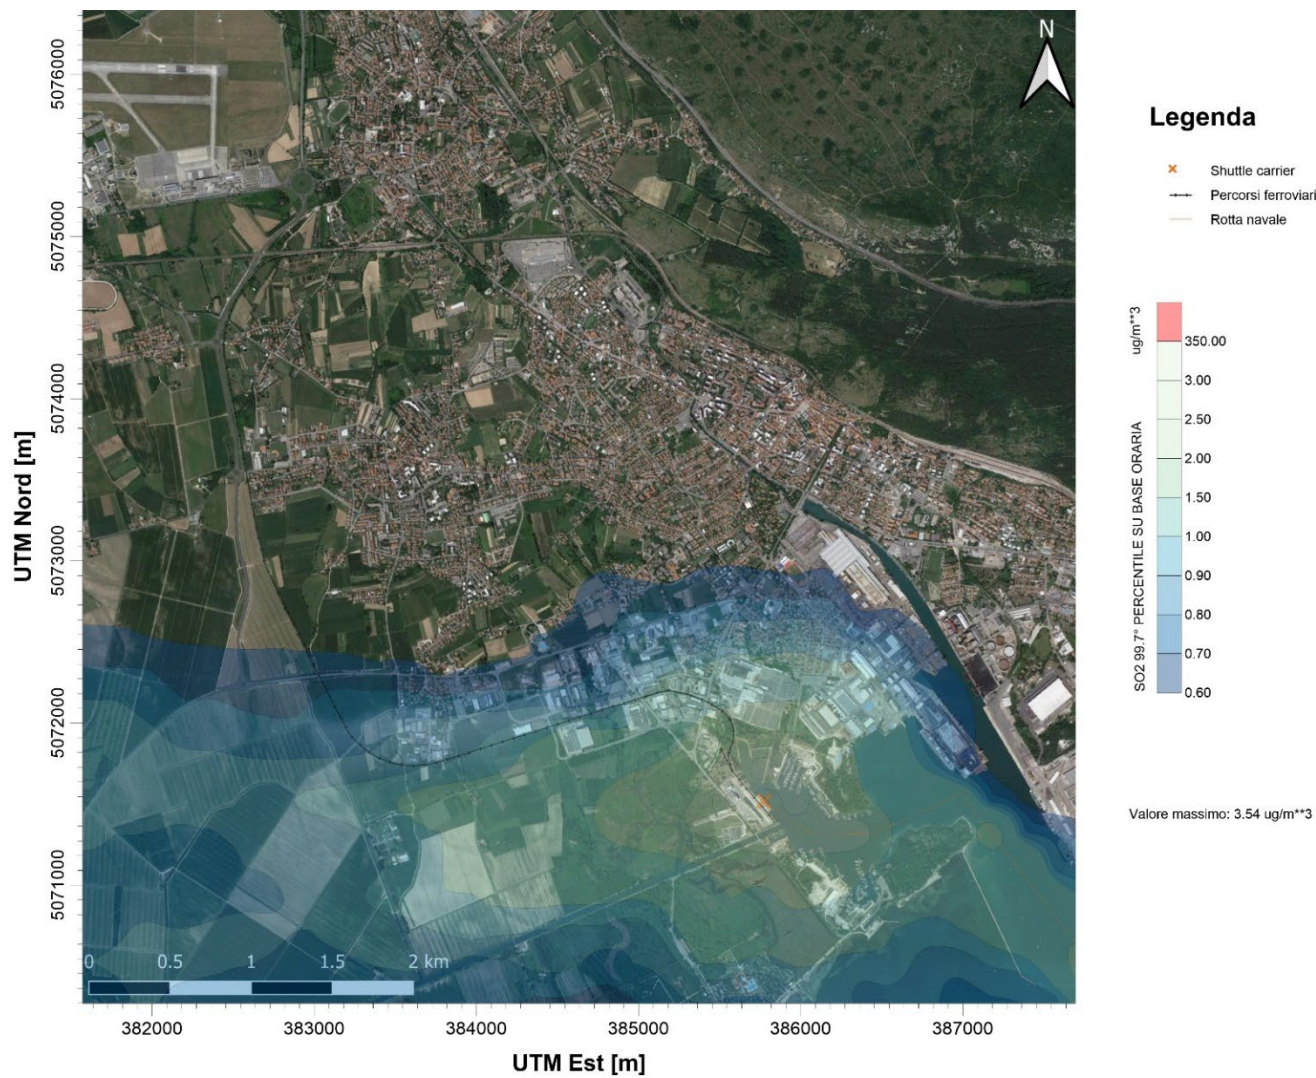 N
5076000
5075000
5074000
5073000
5072000
5071000
UTM Nord [m]
0 0.5 1 1.5 2 km
382000 383000 384000 385000 386000 387000
UTM Est [m]
Legenda
Shuttle carrier
Percorsi ferroviari
Rotta navale
ug/m**3
SO2 99.7° PERCENTILE SU BASE ORARIA
350.00
3.00
2.50
2.00
1.50
1.00
0.90
0.80
0.70
0.60
Valore massimo: 3.54 ug/m**3